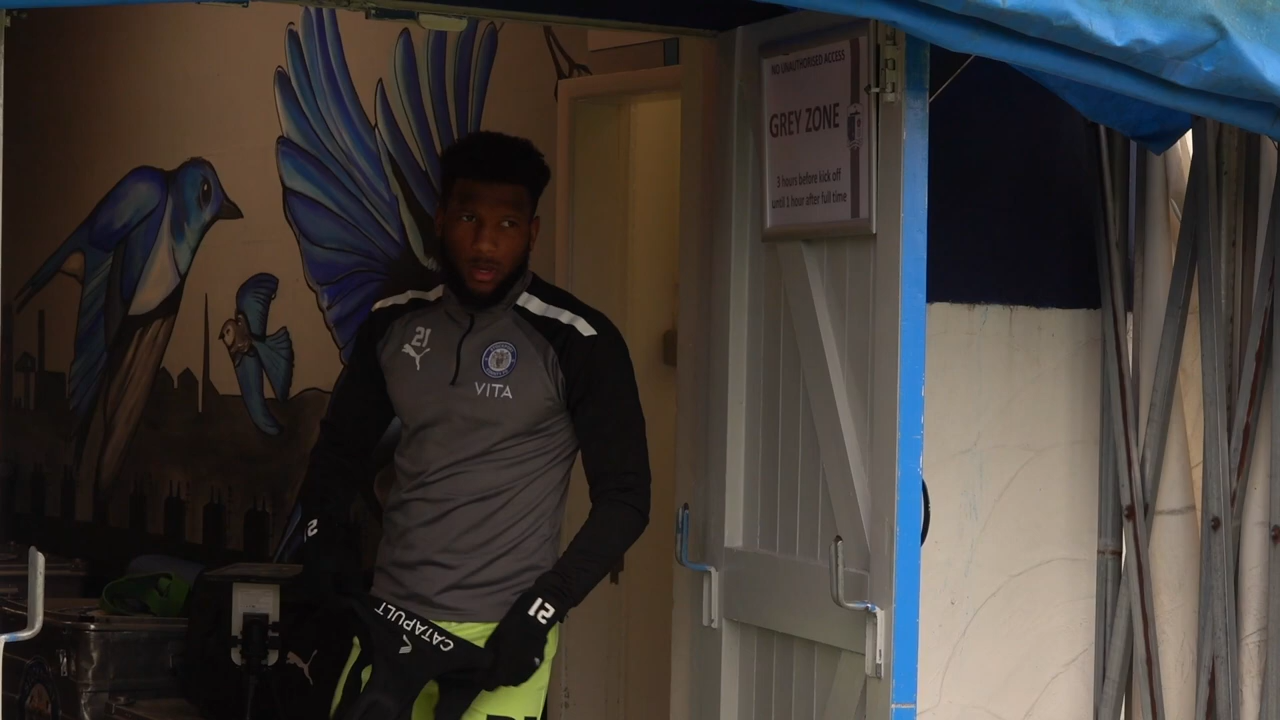 NO UNAUTHORISED ACCESS
GREY ZONE
3 hours before kick off
until 1 hour after full time
21
VITA
2
21
CATAPULT